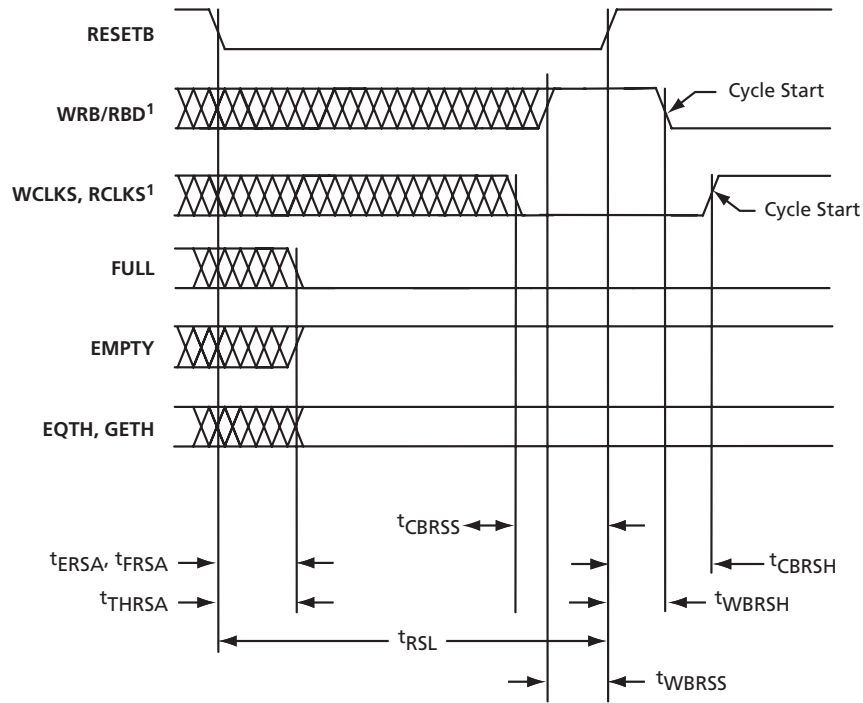 RESETB
WRB/RBD¹
Cycle Start
WCLKS, RCLKS¹
Cycle Start
FULL
EMPTY
EQTH, GETH
tCBRSS
tERSA, tFRSA
tCBRSH
tTHRSA
tWBRSH
tRSL
tWBRSS